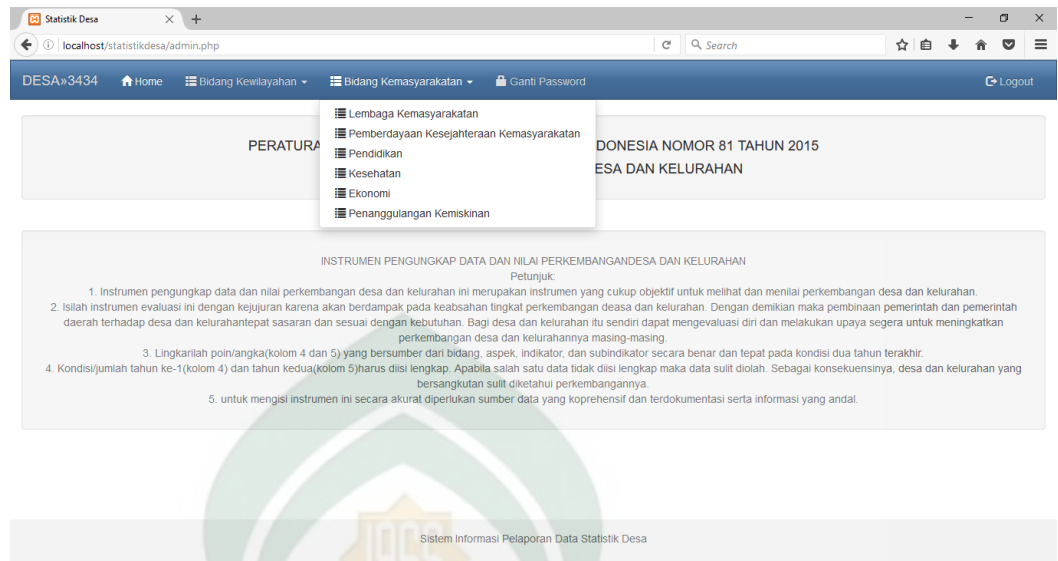 Statistik Desa
localhost/statistikdesa/admin.php
Search
DESA»3434 Home Bidang Kewilayahan Bidang Kemasyarakatan Ganti Password Logout
Lembaga Kemasyarakatan
Pemberdayaan Kesejahteraan Kemasyarakatan
Pendidikan
Kesehatan
Ekonomi
Penanggulangan Kemiskinan
PERATURA DONESIA NOMOR 81 TAHUN 2015
ESA DAN KELURAHAN
INSTRUMEN PENGUNGKAP DATA DAN NILAI PERKEMBANGANDESA DAN KELURAHAN
Petunjuk:
1. Instrumen pengungkap data dan nilai perkembangan desa dan kelurahan ini merupakan instrumen yang cukup objektif untuk melihat dan menilai perkembangan desa dan kelurahan.
2. Isilah instrumen evaluasi ini dengan kejujuran karena akan berdampak pada keabsahan tingkat perkembangan deasa dan kelurahan. Dengan demikian maka pembinaan pemerintah dan pemerintah
daerah terhadap desa dan kelurahantepat sasaran dan sesuai dengan kebutuhan. Bagi desa dan kelurahan itu sendiri dapat mengevaluasi diri dan melakukan upaya segera untuk meningkatkan
perkembangan desa dan kelurahannya masing-masing.
3. Lingkarilah poin/angka(kolom 4 dan 5) yang bersumber dari bidang, aspek, indikator, dan subindikator secara benar dan tepat pada kondisi dua tahun terakhir.
4. Kondisi/jumlah tahun ke-1(kolom 4) dan tahun kedua(kolom 5)harus diisi lengkap. Apabila salah satu data tidak diisi lengkap maka data sulit diolah. Sebagai konsekuensinya, desa dan kelurahan yang
bersangkutan sulit diketahui perkembangannya.
5. untuk mengisi instrumen ini secara akurat diperlukan sumber data yang koprehensif dan terdokumentasi serta informasi yang andal.
Sistem Informasi Pelaporan Data Statistik Desa